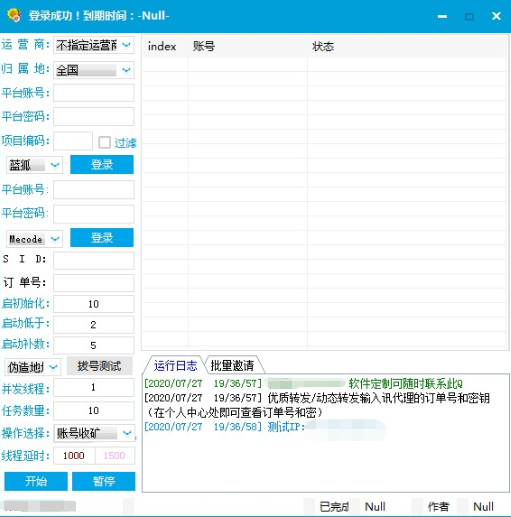 登录成功！到期时间：-Null-
运 营 商： 不指定运营商
归 属 地： 全国
平台账号：
平台密码：
项目编码： 过滤
蓝狐 登录
平台账号：
平台密码：
Mecode 登录
S I D：
订 单号：
启初始化： 10
启动低于： 2
启动补数： 5
伪造地址 拨号测试
并发线程： 1
任务数量： 10
操作选择： 账号收矿
线程延时： 1000 1500
开始 暂停
index 账号 状态
运行日志 批量邀请
[2020/07/27 19/36/57] 软件定制可随时联系此Q
[2020/07/27 19/36/57] 优质转发/动态转发输入讯代理的订单号和密钥
（在个人中心处即可查看订单号和密）
[2020/07/27 19/36/58] 测试IP：
已完成 Null 作者 Null